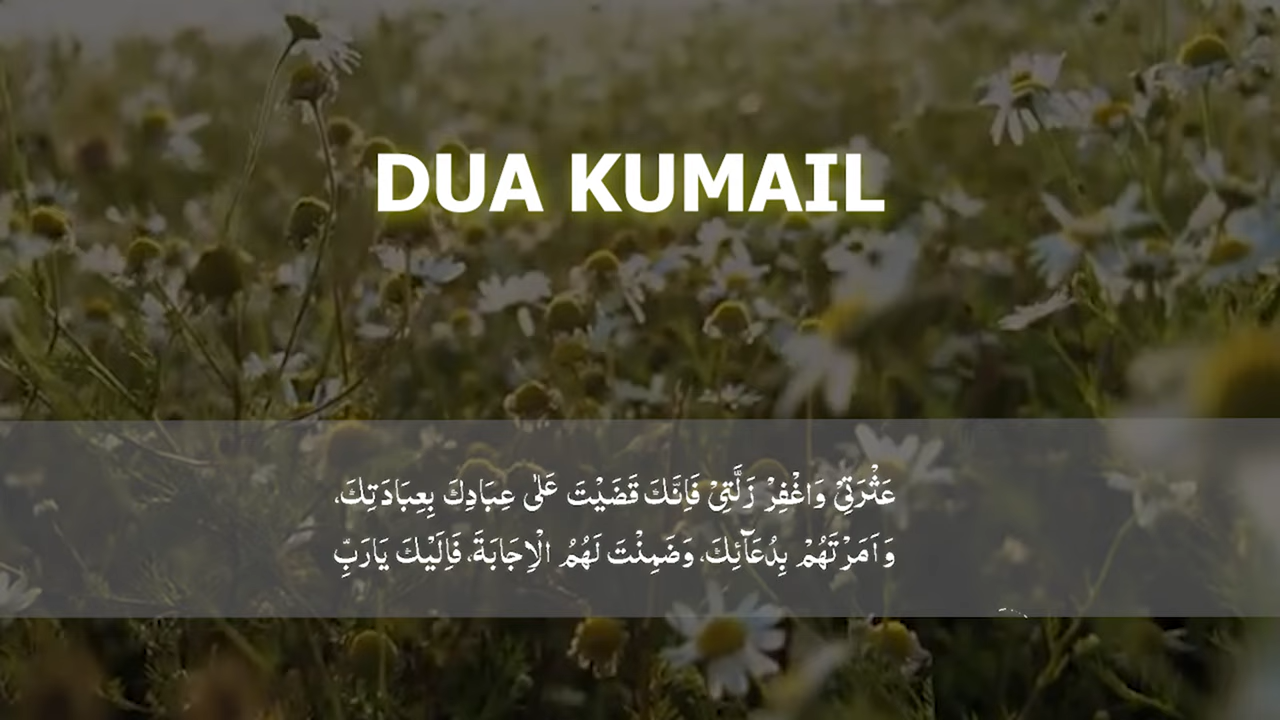 DUA KUMAIL
عَثْرَتِيْ وَاغْفِرْ زَلَّتِيْ فَاِنَّكَ قَضَيْتَ عَلٰى عِبَادِكَ بِعِبَادَتِكَ،
وَاَمَرْتَهُمْ بِدُعَآئِكَ، وَضَمِنْتَ لَهُمُ الْاِجَابَةَ، فَاِلَيْكَ يَارَبِّ